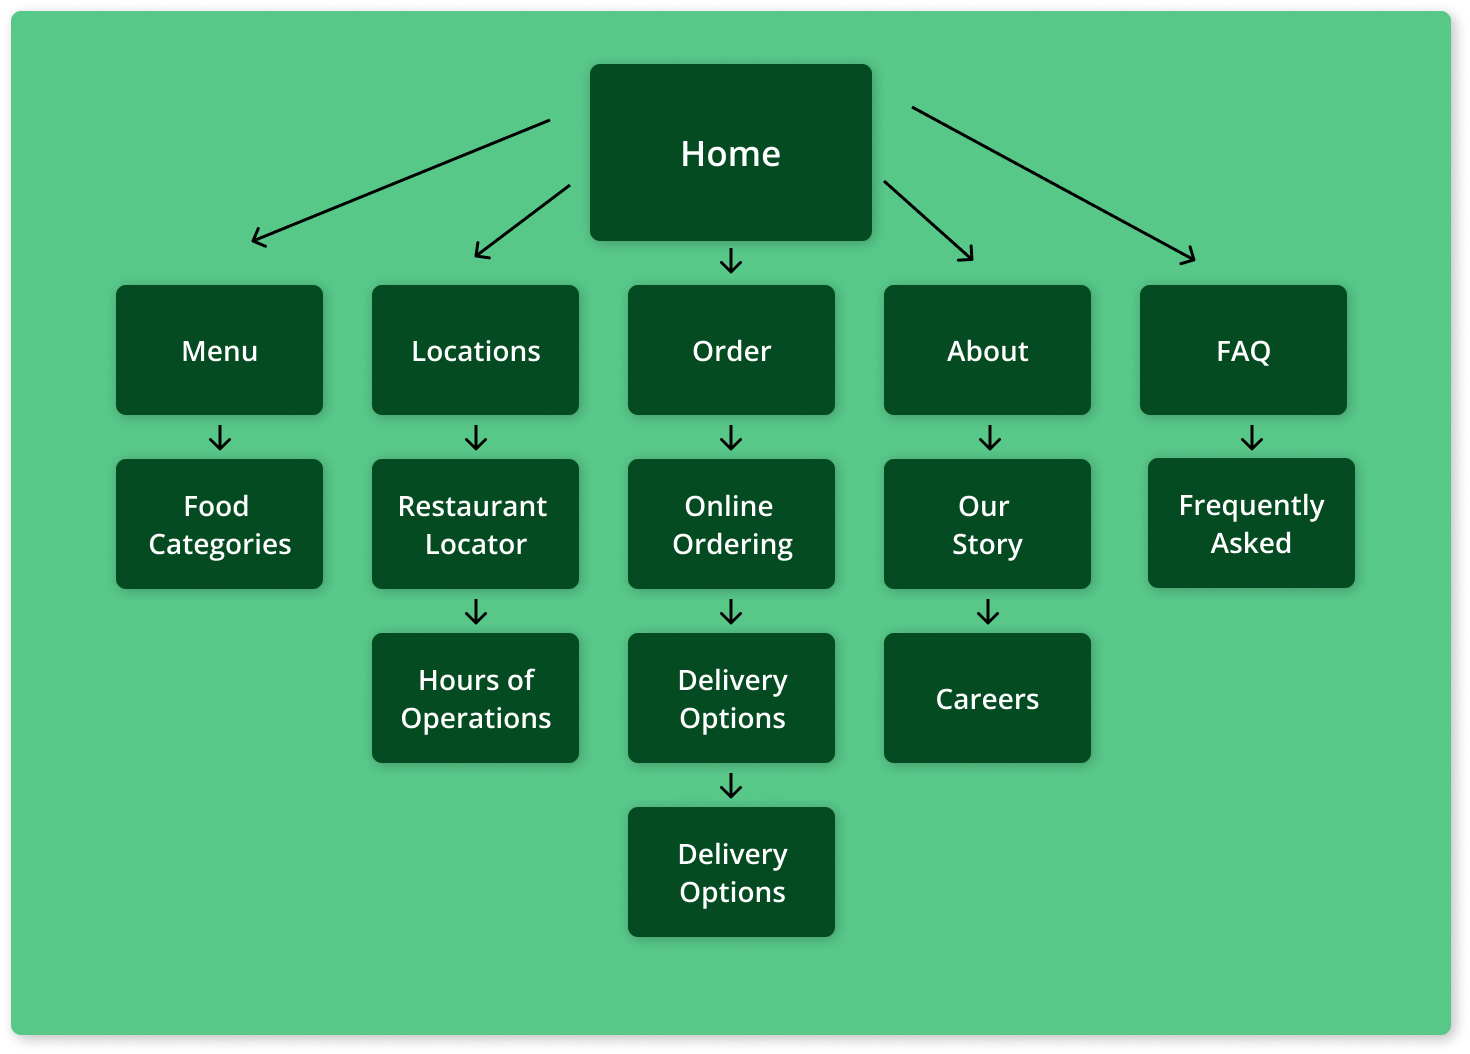 Home
Menu
Locations
Order
About
FAQ
Food
Categories
Restaurant
Locator
Online
Ordering
Our
Story
Frequently
Asked
Hours of
Operations
Delivery
Options
Careers
Delivery
Options